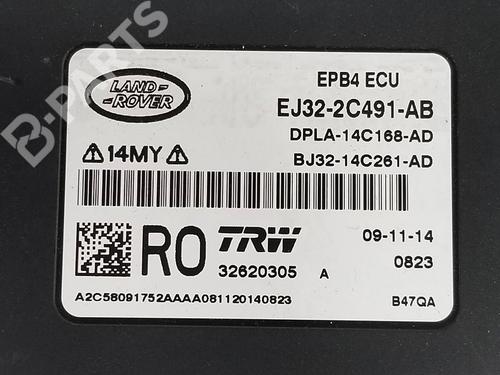 B-PARTS
LAND-
-ROVER
EPB4 ECU
EJ32-2C491-AB
DPLA-14C168-AD
14MY
BJ32-14C261-AD
RO
TRW
09-11-14
32620305 A
0823
A2C58091752AAAA081120140823
B47QA